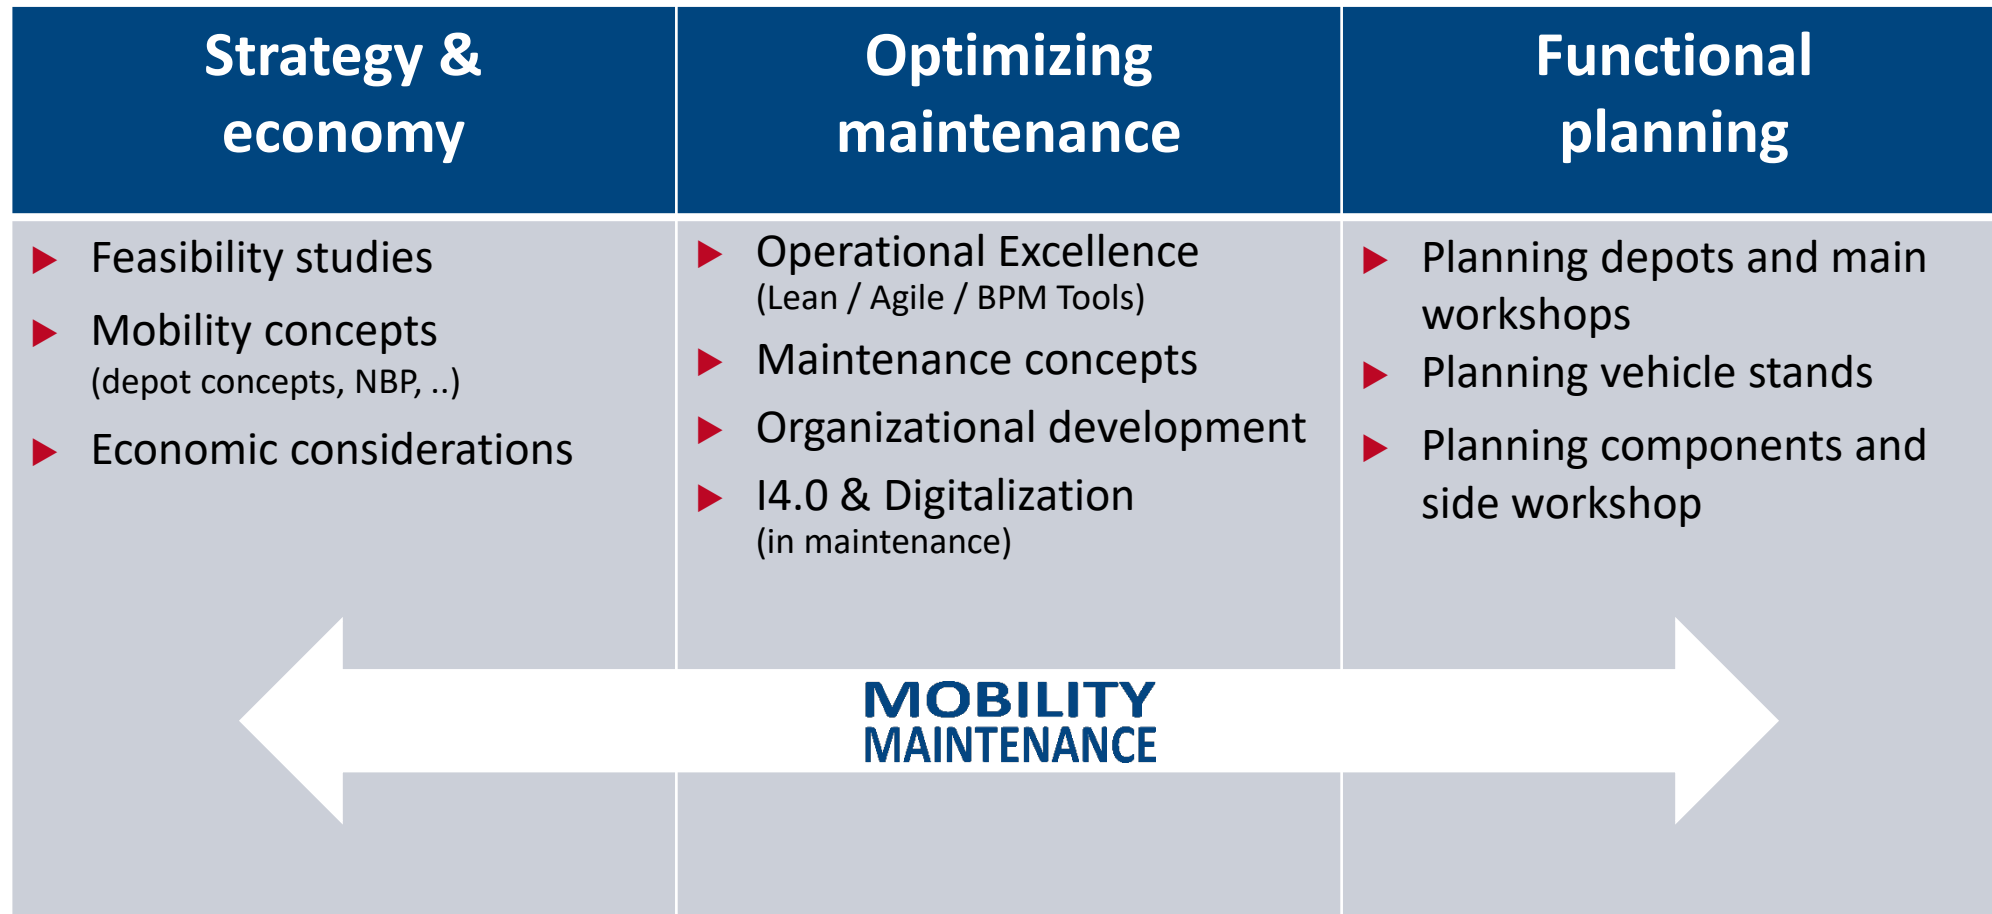 Strategy &
economy
Optimizing
maintenance
Functional
planning
Feasibility studies
Mobility concepts
(depot concepts, NBP, ..)
Economic considerations
Operational Excellence
(Lean / Agile / BPM Tools)
Maintenance concepts
Organizational development
I4.0 & Digitalization
(in maintenance)
Planning depots and main
workshops
Planning vehicle stands
Planning components and
side workshop
MOBILITY
MAINTENANCE